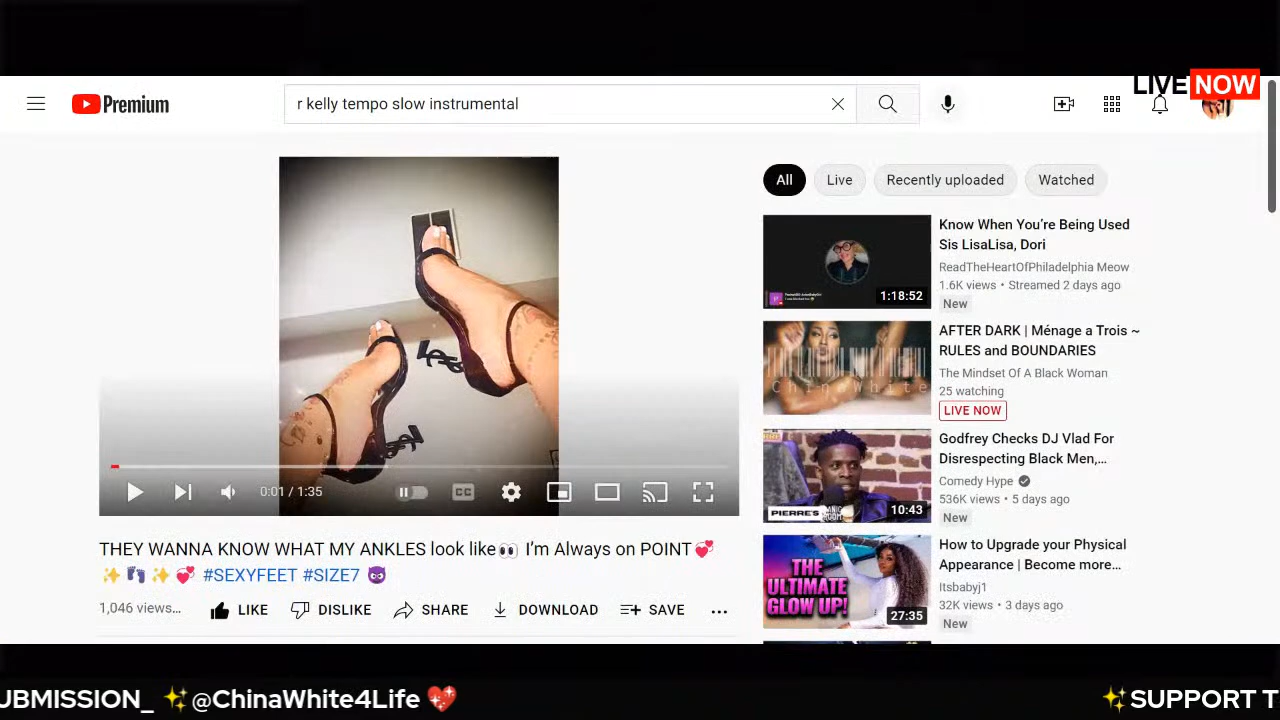 LIVE NOW
Premium
r kelly tempo slow instrumental
All
Live
Recently uploaded
Watched
YSL
YSL
0:01 / 1:35
CC
THEY WANNA KNOW WHAT MY ANKLES look like👀 I'm Always on POINT💞
✨👣✨💞 #SEXYFEET #SIZE7 😈
1,046 views...
LIKE
DISLIKE
SHARE
DOWNLOAD
SAVE
1:18:52
Know When You're Being Used
Sis LisaLisa, Dori
ReadTheHeartOfPhiladelphia Meow
1.6K views • Streamed 2 days ago
New
ChinaWhite
AFTER DARK | Ménage a Trois ~
RULES and BOUNDARIES
The Mindset Of A Black Woman
25 watching
LIVE NOW
PIERRE'S
10:43
Godfrey Checks DJ Vlad For
Disrespecting Black Men,...
Comedy Hype
536K views • 5 days ago
New
THE
ULTIMATE
GLOW UP!
27:35
How to Upgrade your Physical
Appearance | Become more...
Itsbabyj1
32K views • 3 days ago
New
UBMISSION_ ✨@ChinaWhite4Life 💖
✨SUPPORT T